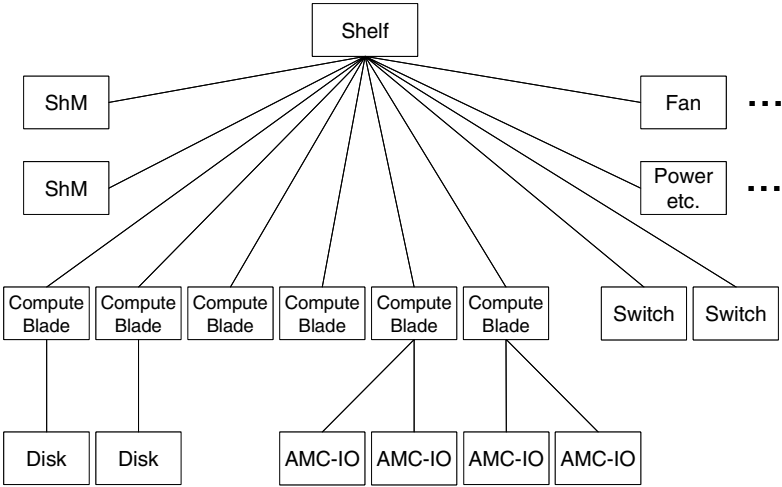 Shelf
ShM
Fan
...
ShM
Power
etc.
...
Compute
Blade
Compute
Blade
Compute
Blade
Compute
Blade
Compute
Blade
Compute
Blade
Switch
Switch
Disk
Disk
AMC-IO
AMC-IO
AMC-IO
AMC-IO